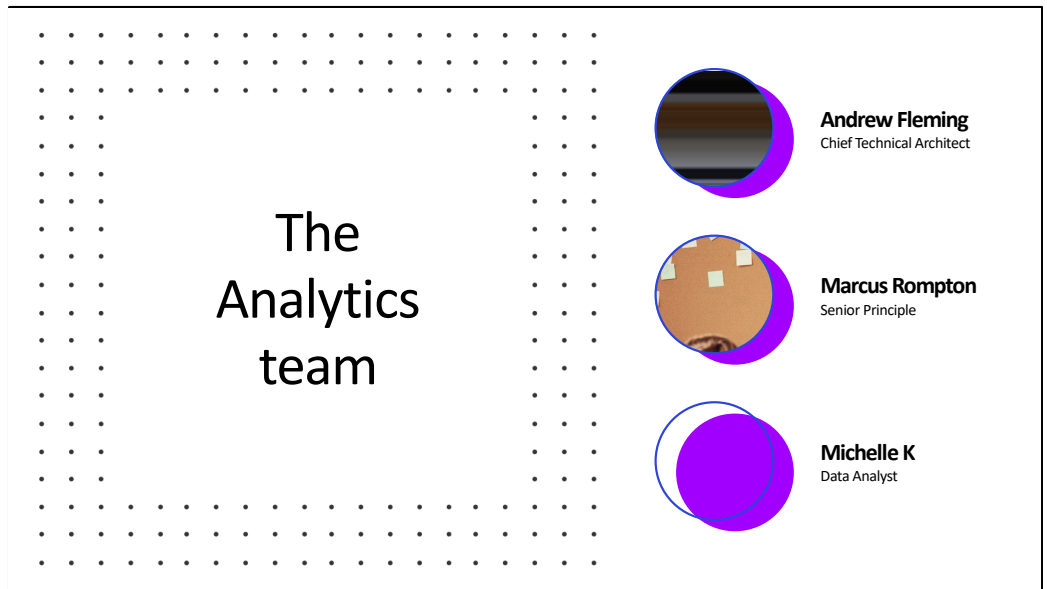 The
Analytics
team
Andrew Fleming
Chief Technical Architect
Marcus Rompton
Senior Principle
Michelle K
Data Analyst